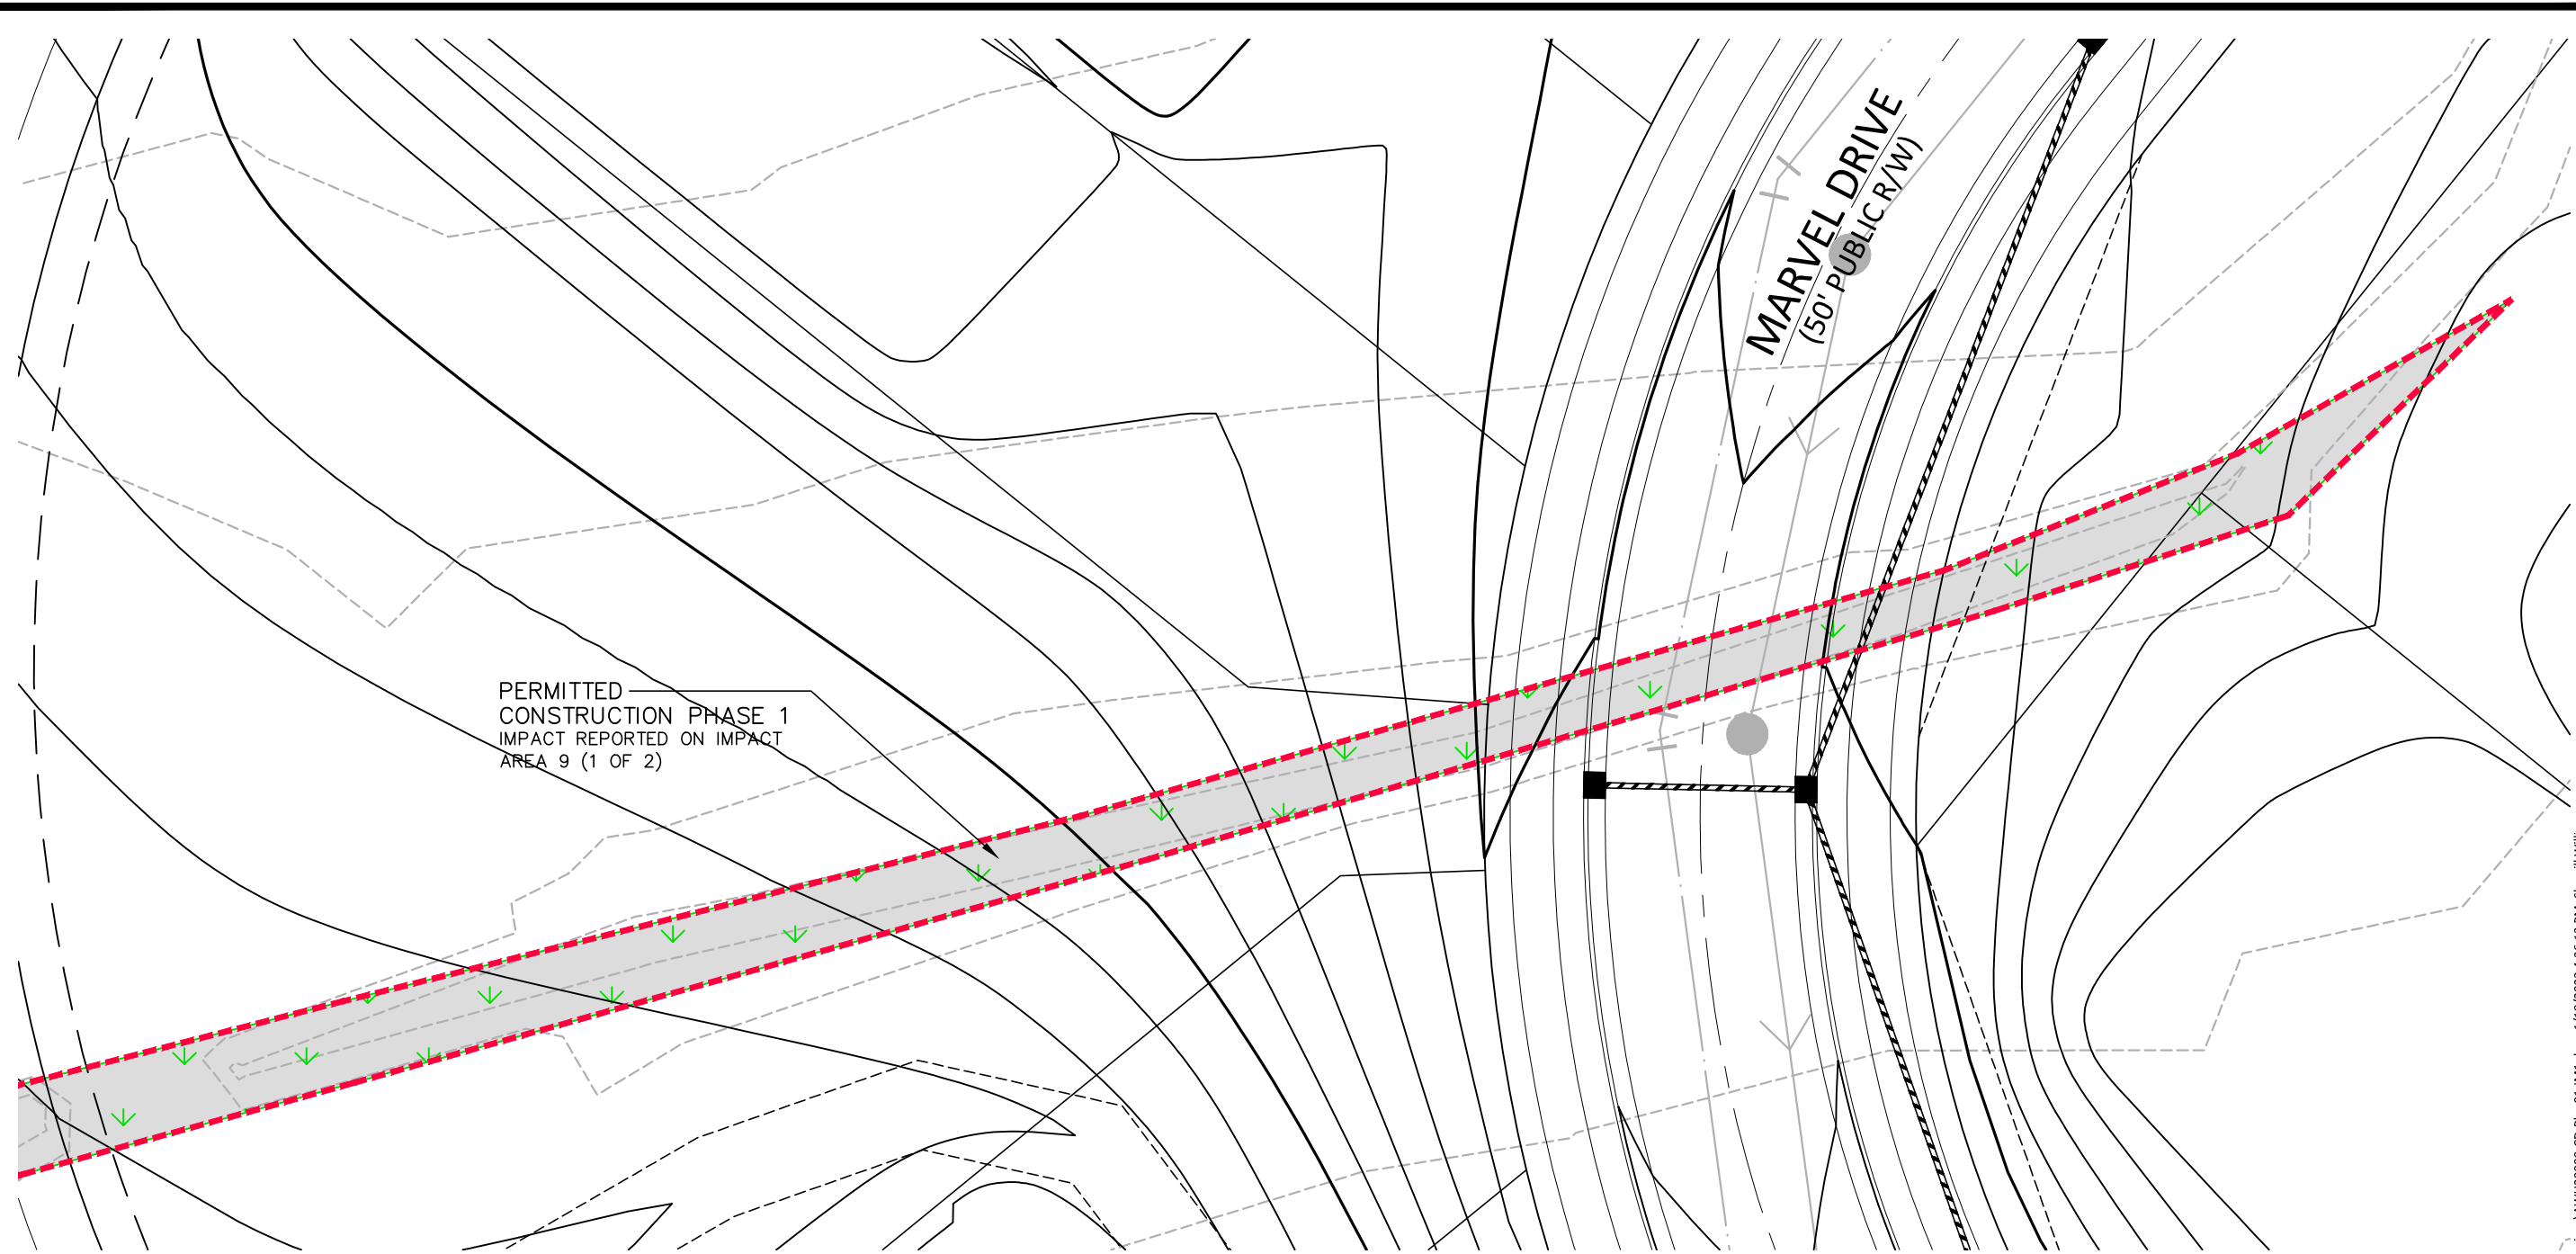 MARVEL DRIVE
(50' PUBLIC R/W)
PERMITTED
CONSTRUCTION PHASE 1
IMPACT REPORTED ON IMPACT
AREA 9 (1 OF 2)